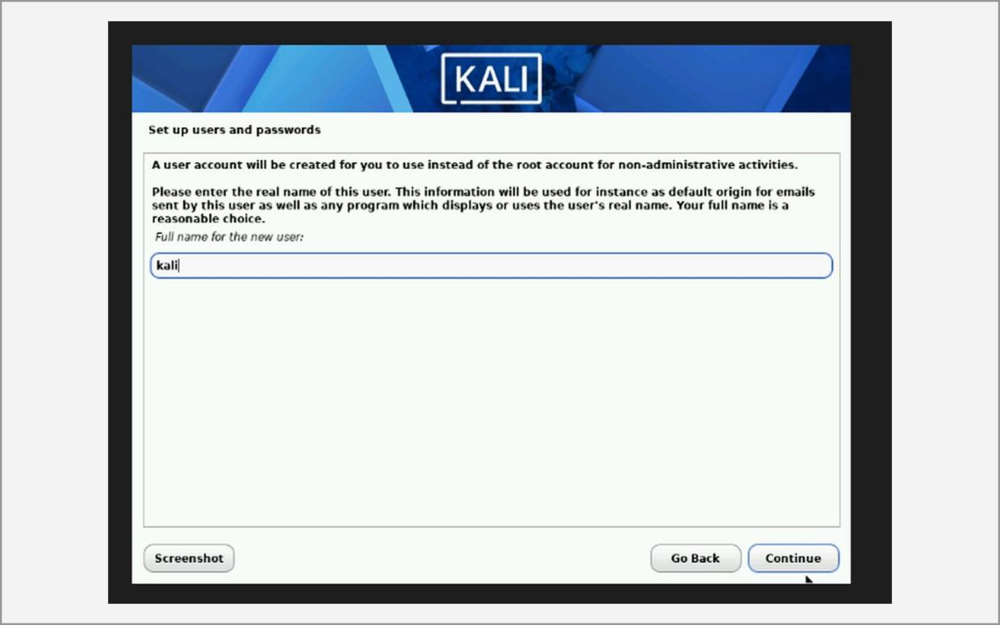 KALI
Set up users and passwords
A user account will be created for you to use instead of the root account for non-administrative activities.
Please enter the real name of this user. This information will be used for instance as default origin for emails
sent by this user as well as any program which displays or uses the user's real name. Your full name is a
reasonable choice.
Full name for the new user:
kali
Screenshot
Go Back
Continue